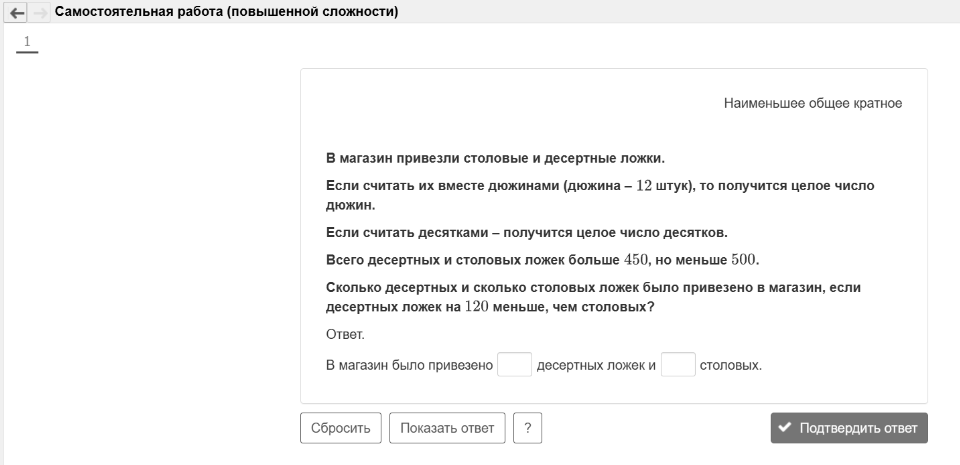 Самостоятельная работа (повышенной сложности)
1
Наименьшее общее кратное
В магазин привезли столовые и десертные ложки.
Если считать их вместе дюжинами (дюжина – 12 штук), то получится целое число
дюжин.
Если считать десятками – получится целое число десятков.
Всего десертных и столовых ложек больше 450, но меньше 500.
Сколько десертных и сколько столовых ложек было привезено в магазин, если
десертных ложек на 120 меньше, чем столовых?
Ответ.
В магазин было привезено десертных ложек и столовых.
Сбросить Показать ответ ? Подтвердить ответ